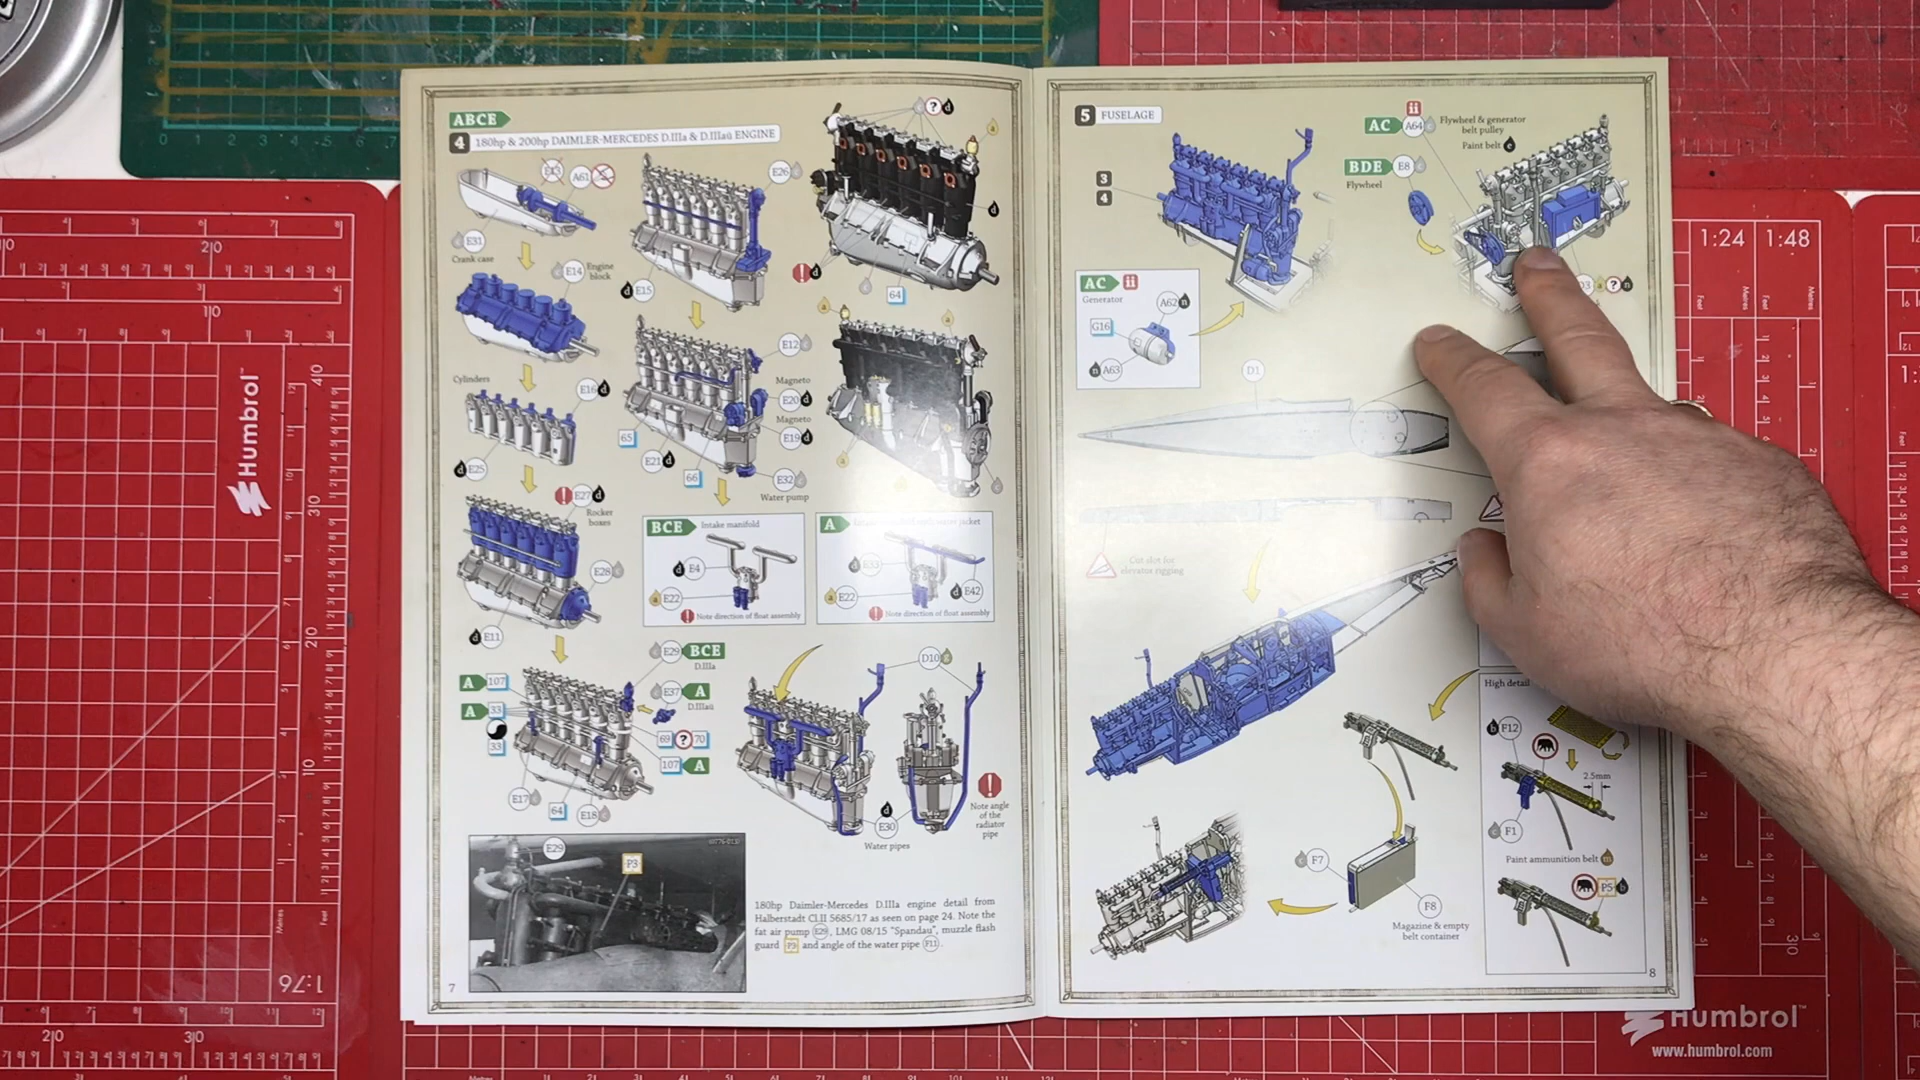 ABCE
4 180hp & 200hp DAIMLER-MERCEDES D.IIIa & D.IIIaü ENGINE
A61
E31
Crank case
E14 Engine
block
Cylinders
E16 d
d E25
E27 d
Rocker
boxes
E28
d E11
A 107
A 33
33
E17
64
E18
E29 BCE
D.IIIa
E37 A
D.IIIaü
69 ? 70
107 A
E26
d E15
E12
Magneto
E20 d
Magneto
E19 d
65
E21 d
66
E32
Water pump
? d
a
d
d
64
a
a
a
BCE Intake manifold
d E4
a E22
Note direction of float assembly
A
d E33
a E22
d E42
Note direction of float assembly
D10
d
E30
Water pipes
Note angle
of the
radiator
pipe
E29
P3
180hp Daimler-Mercedes D.IIIa engine detail from
Halberstadt Cl.II 5685/17 as seen on page 24. Note the
fat air pump E29, LMG 08/15 "Spandau", muzzle flash
guard P3 and angle of the water pipe F11.
7
5 FUSELAGE
3
4
AC ii
Generator
A62 n
G16
n A63
ii
AC A64
Flywheel & generator
belt pulley
Paint belt e
BDE E8
Flywheel
a ? n
D1
Cut slot for
elevator rigging
High detail
b F12
2.5mm
F1
Paint ammunition belt m
P5 b
F7
F8
Magazine & empty
belt container
8
Humbrol
1:76
1:24 1:48
Humbrol™
www.humbrol.com